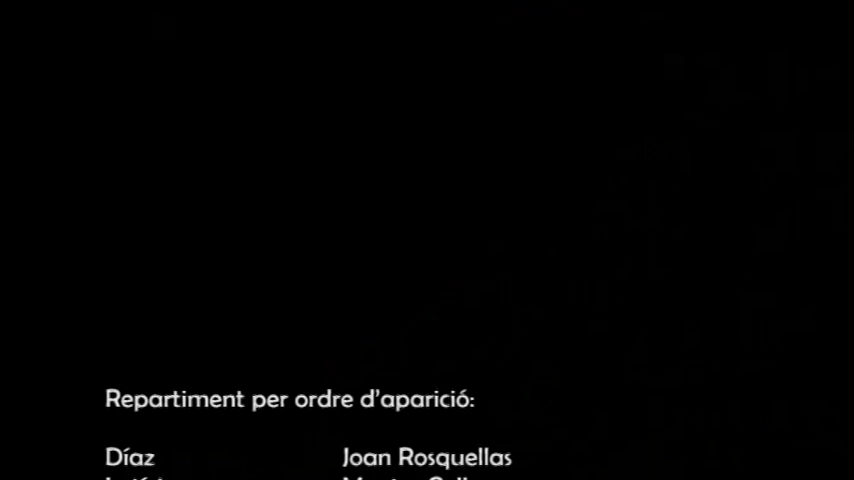 Repartiment per ordre d'aparició:
Díaz Joan Rosquellas